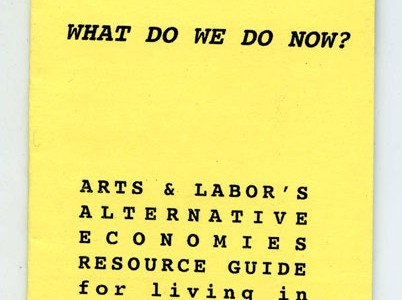 WHAT DO WE DO NOW?
ARTS & LABOR'S
ALTERNATIVE
ECONOMIES
RESOURCE GUIDE
for living in